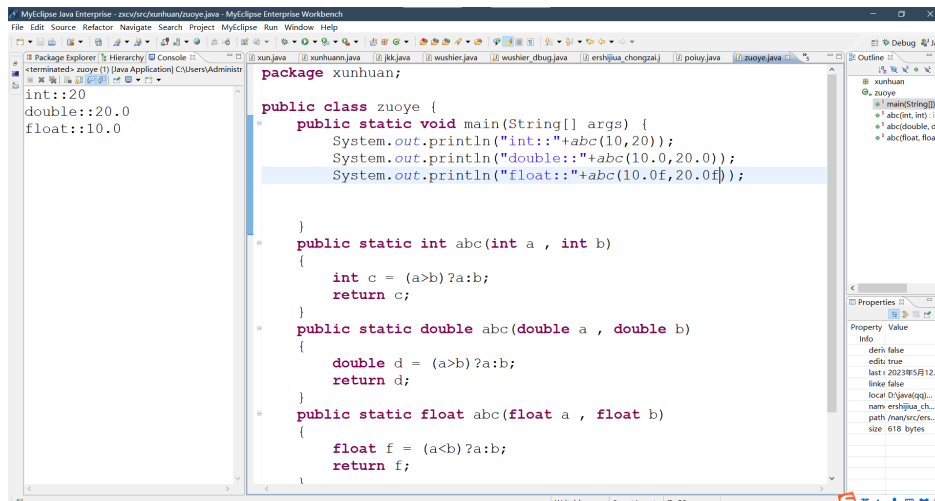 MyEclipse Java Enterprise - zxcv/src/xunhuan/zuoye.java - MyEclipse Enterprise Workbench
File Edit Source Refactor Navigate Search Project MyEclipse Run Window Help
Debug
Package Explorer Hierarchy Console
<terminated> zuoye (1) [Java Application] C:\Users\Administr
int::20
double::20.0
float::10.0
xun.java xunhuann.java jkk.java wushier.java wushier_dbug.java ershijiua_chongzai.j poiuy.java zuoye.java
package xunhuan;
public class zuoye {
public static void main(String[] args) {
System.out.println("int::"+abc(10,20));
System.out.println("double::"+abc(10.0,20.0));
System.out.println("float::"+abc(10.0f,20.0f));
}
public static int abc(int a , int b)
{
int c = (a>b)?a:b;
return c;
}
public static double abc(double a , double b)
{
double d = (a>b)?a:b;
return d;
}
public static float abc(float a , float b)
{
float f = (a<b)?a:b;
return f;
Outline
xunhuan
zuoye
main(String[])
abc(int, int) : i
abc(double, d
abc(float, floa
Properties
Property Value
Info
deri false
edita true
last r 2023年5月12...
linke false
locat D:\java(qq)...
nam ershijiua_ch...
path /nan/src/ers...
size 618 bytes